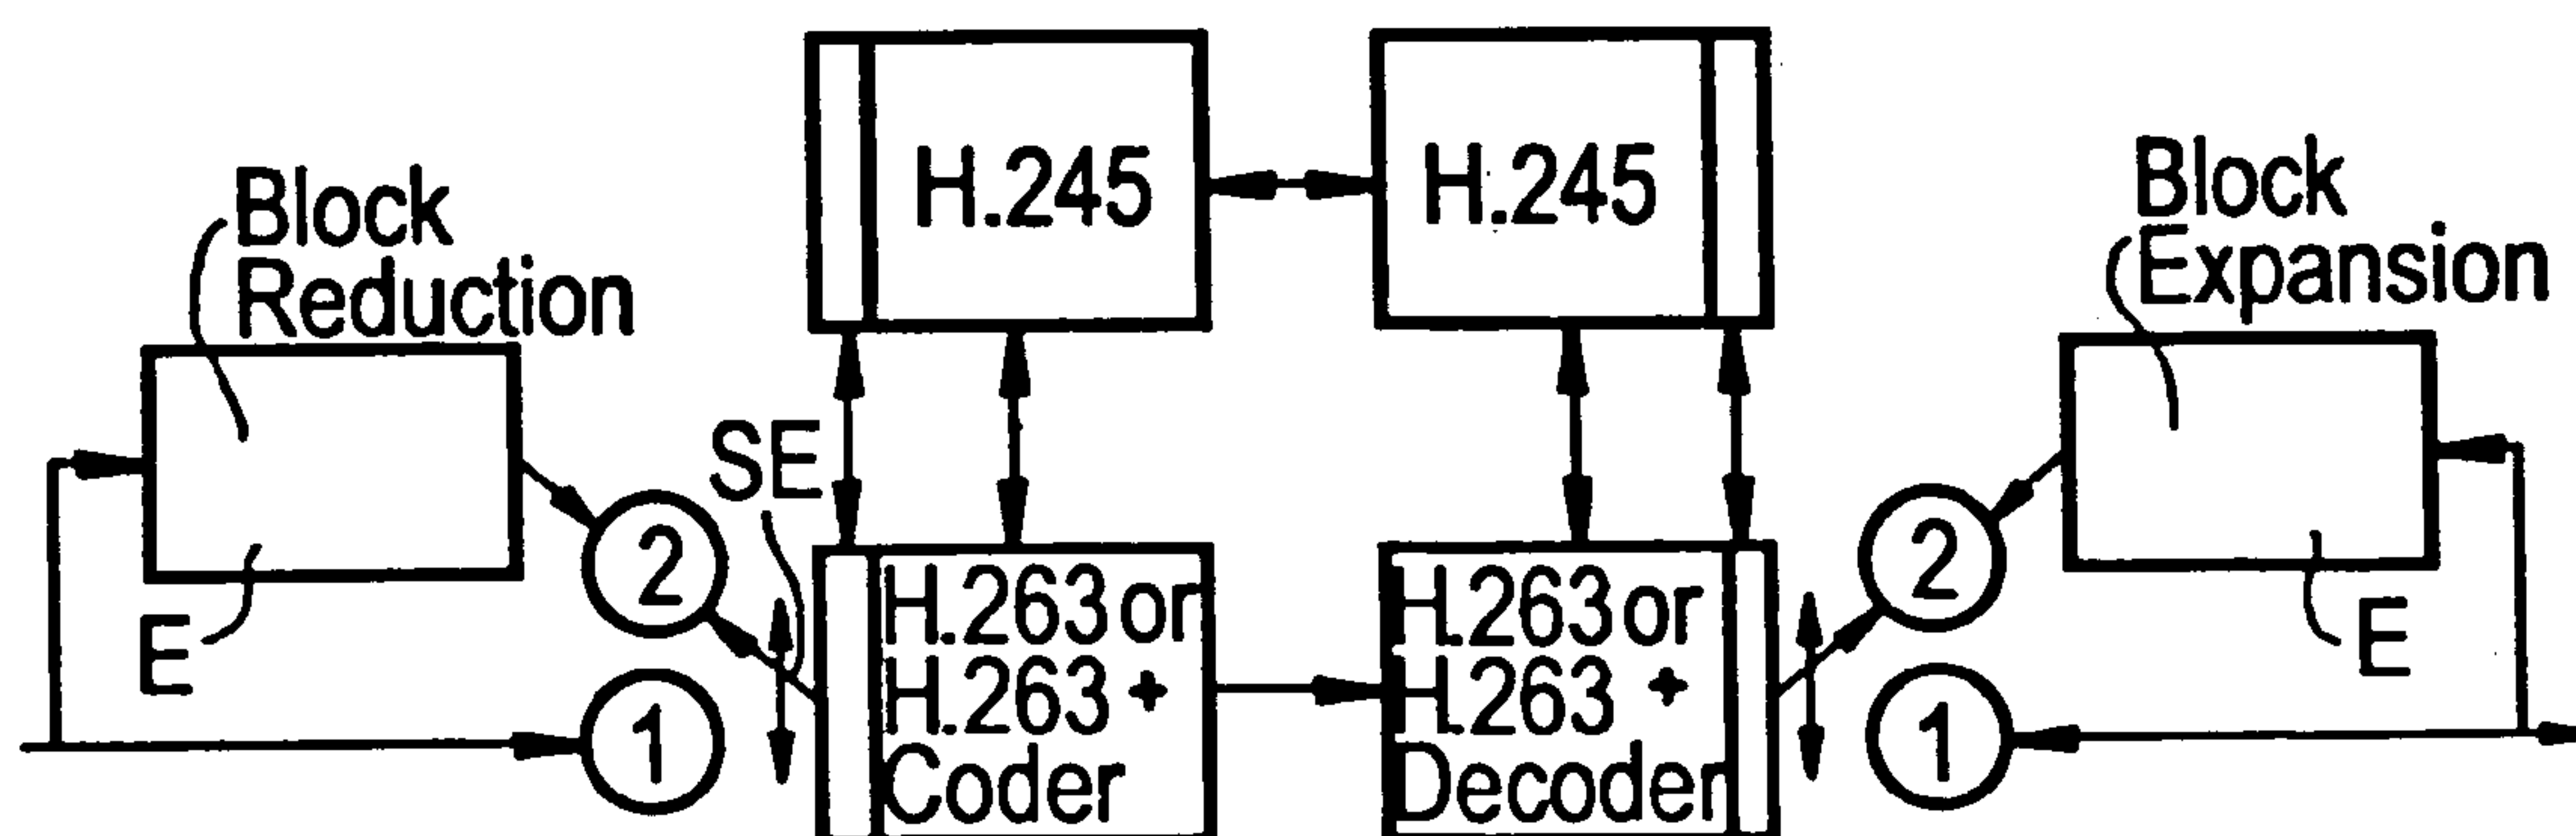 Block
Reduction
H.245
H.245
Block
Expansion
SE
E
2
1
H.263 or
H.263 +
Coder
H.263 or
H.263 +
Decoder
2
1
E